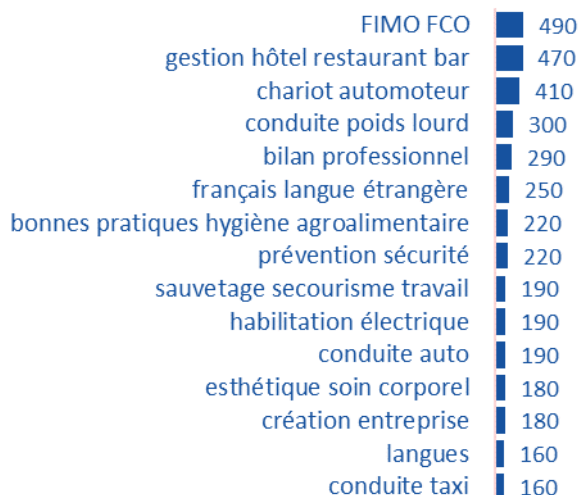 FIMO FCO 490
gestion hôtel restaurant bar 470
chariot automoteur 410
conduite poids lourd 300
bilan professionnel 290
français langue étrangère 250
bonnes pratiques hygiène agroalimentaire 220
prévention sécurité 220
sauvetage secourisme travail 190
habilitation électrique 190
conduite auto 190
esthétique soin corporel 180
création entreprise 180
langues 160
conduite taxi 160